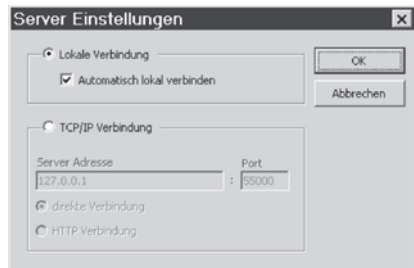 Server Einstellungen
Lokale Verbindung
Automatisch lokal verbinden
OK
Abbrechen
TCP/IP Verbindung
Server Adresse Port
127.0.0.1 : 55000
direkte Verbindung
HTTP Verbindung